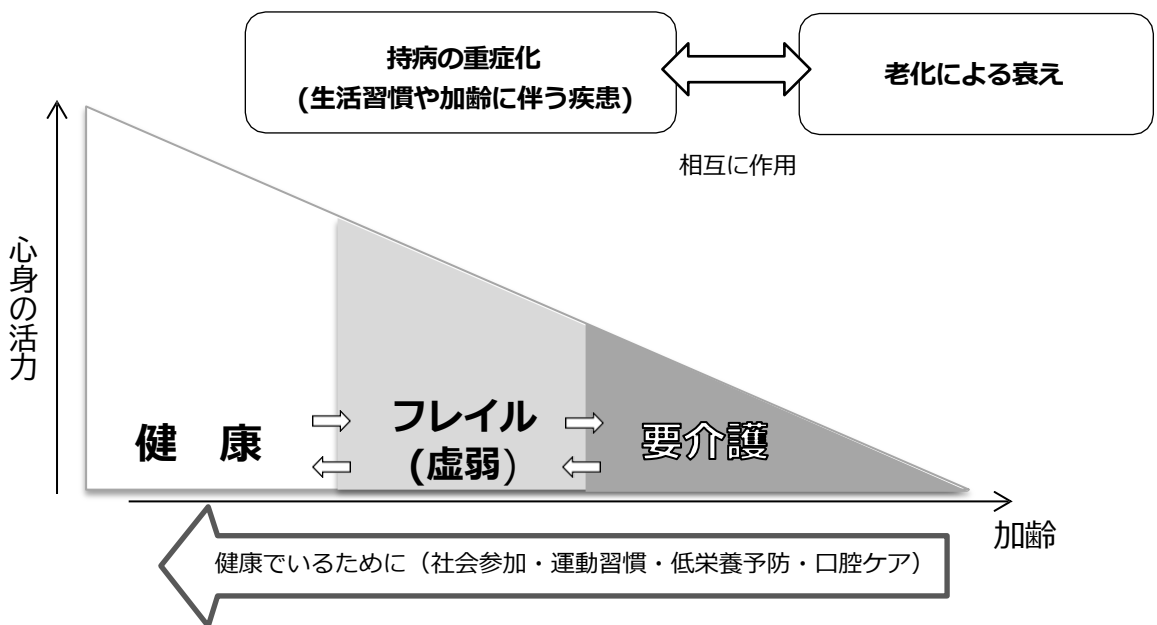 持病の重症化
(生活習慣や加齢に伴う疾患)
老化による衰え
相互に作用
心身の活力
健 康
フレイル
(虚弱)
要介護
加齢
健康でいるために（社会参加・運動習慣・低栄養予防・口腔ケア）